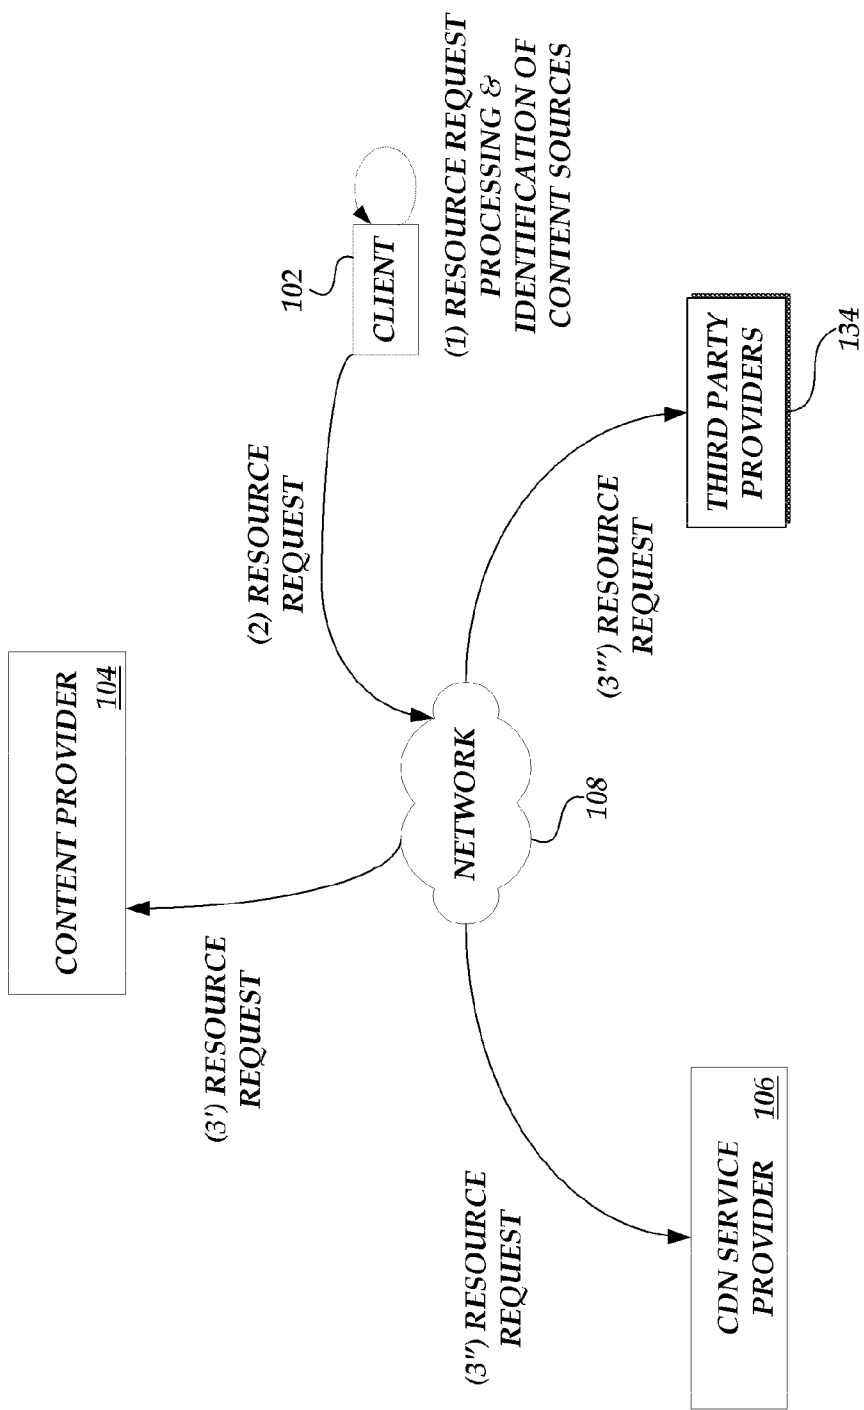 CONTENT PROVIDER
104
(3') RESOURCE
REQUEST
(2) RESOURCE
REQUEST
102
CLIENT
(1) RESOURCE REQUEST
PROCESSING &
IDENTIFICATION OF
CONTENT SOURCES
NETWORK
108
(3'') RESOURCE
REQUEST
(3''') RESOURCE
REQUEST
CDN SERVICE
PROVIDER
106
THIRD PARTY
PROVIDERS
134